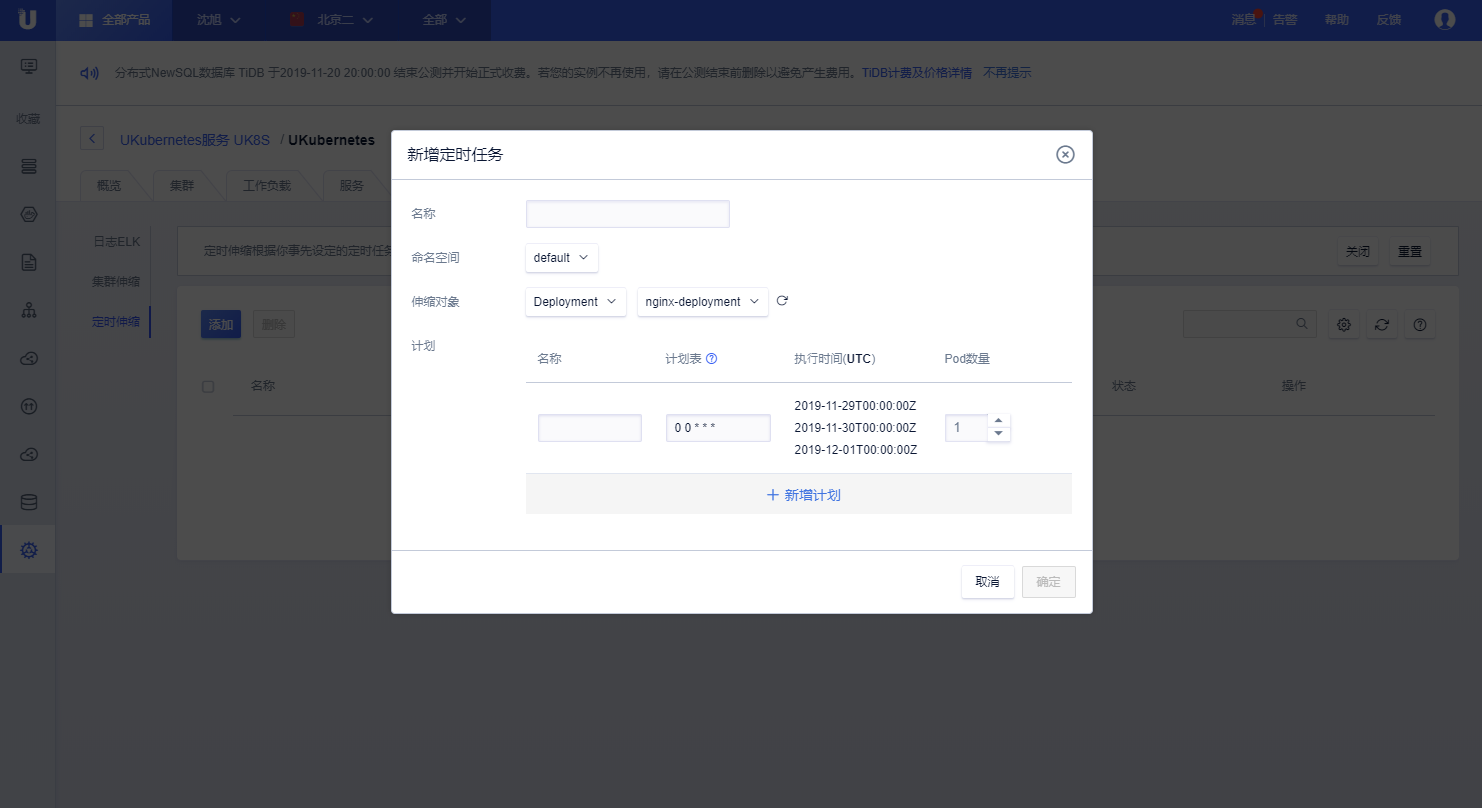 U 全部产品 沈旭 北京二 全部 消息 告警 帮助 反馈
分布式NewSQL数据库 TiDB 于2019-11-20 20:00:00 结束公测并开始正式收费。若您的实例不再使用，请在公测结束前删除以避免产生费用。TiDB计费及价格详情 不再提示
收藏
UKubernetes服务 UK8S / UKubernetes
概览 集群 工作负载 服务
日志ELK
集群伸缩
定时伸缩
定时伸缩根据你事先设定的定时任务
关闭 重置
添加 删除
名称 状态 操作
新增定时任务
名称
命名空间 default
伸缩对象 Deployment nginx-deployment
计划
名称 计划表 执行时间(UTC) Pod数量
0 0 * * *
2019-11-29T00:00:00Z
2019-11-30T00:00:00Z
2019-12-01T00:00:00Z
1
+ 新增计划
取消 确定